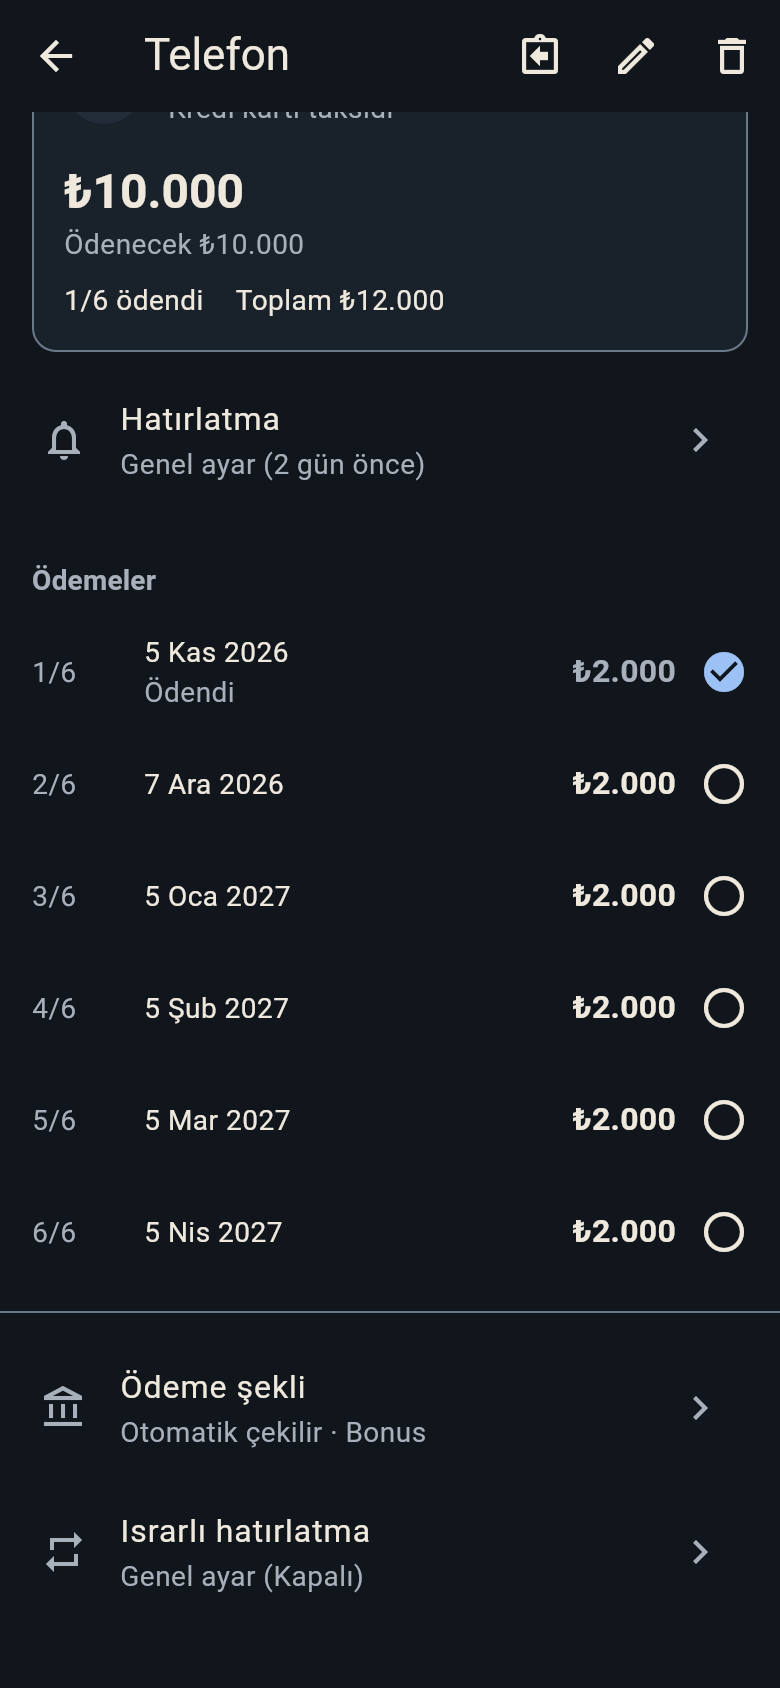 Telefon
Kredi kartı taksidi
₺10.000
Ödenecek ₺10.000
1/6 ödendi Toplam ₺12.000
Hatırlatma
Genel ayar (2 gün önce)
Ödemeler
1/6 5 Kas 2026 ₺2.000
Ödendi
2/6 7 Ara 2026 ₺2.000
3/6 5 Oca 2027 ₺2.000
4/6 5 Şub 2027 ₺2.000
5/6 5 Mar 2027 ₺2.000
6/6 5 Nis 2027 ₺2.000
Ödeme şekli
Otomatik çekilir · Bonus
Israrlı hatırlatma
Genel ayar (Kapalı)